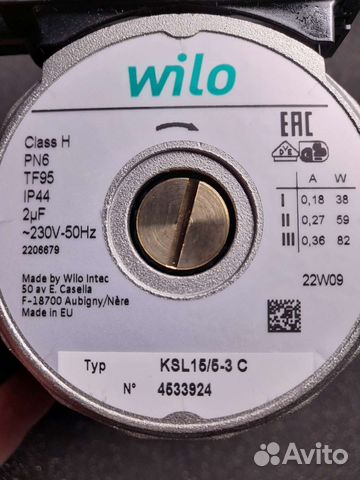 wilo
Class H
PN6
TF95
IP44
2µF
~230V-50Hz
2206679
EAC
VDE
A W
I 0,18 38
II 0,27 59
III 0,36 82
Made by Wilo Intec
50 av E. Casella
F-18700 Aubigny/Nère
Made in EU
22W09
Typ KSL15/5-3 C
N° 4533924
Avito